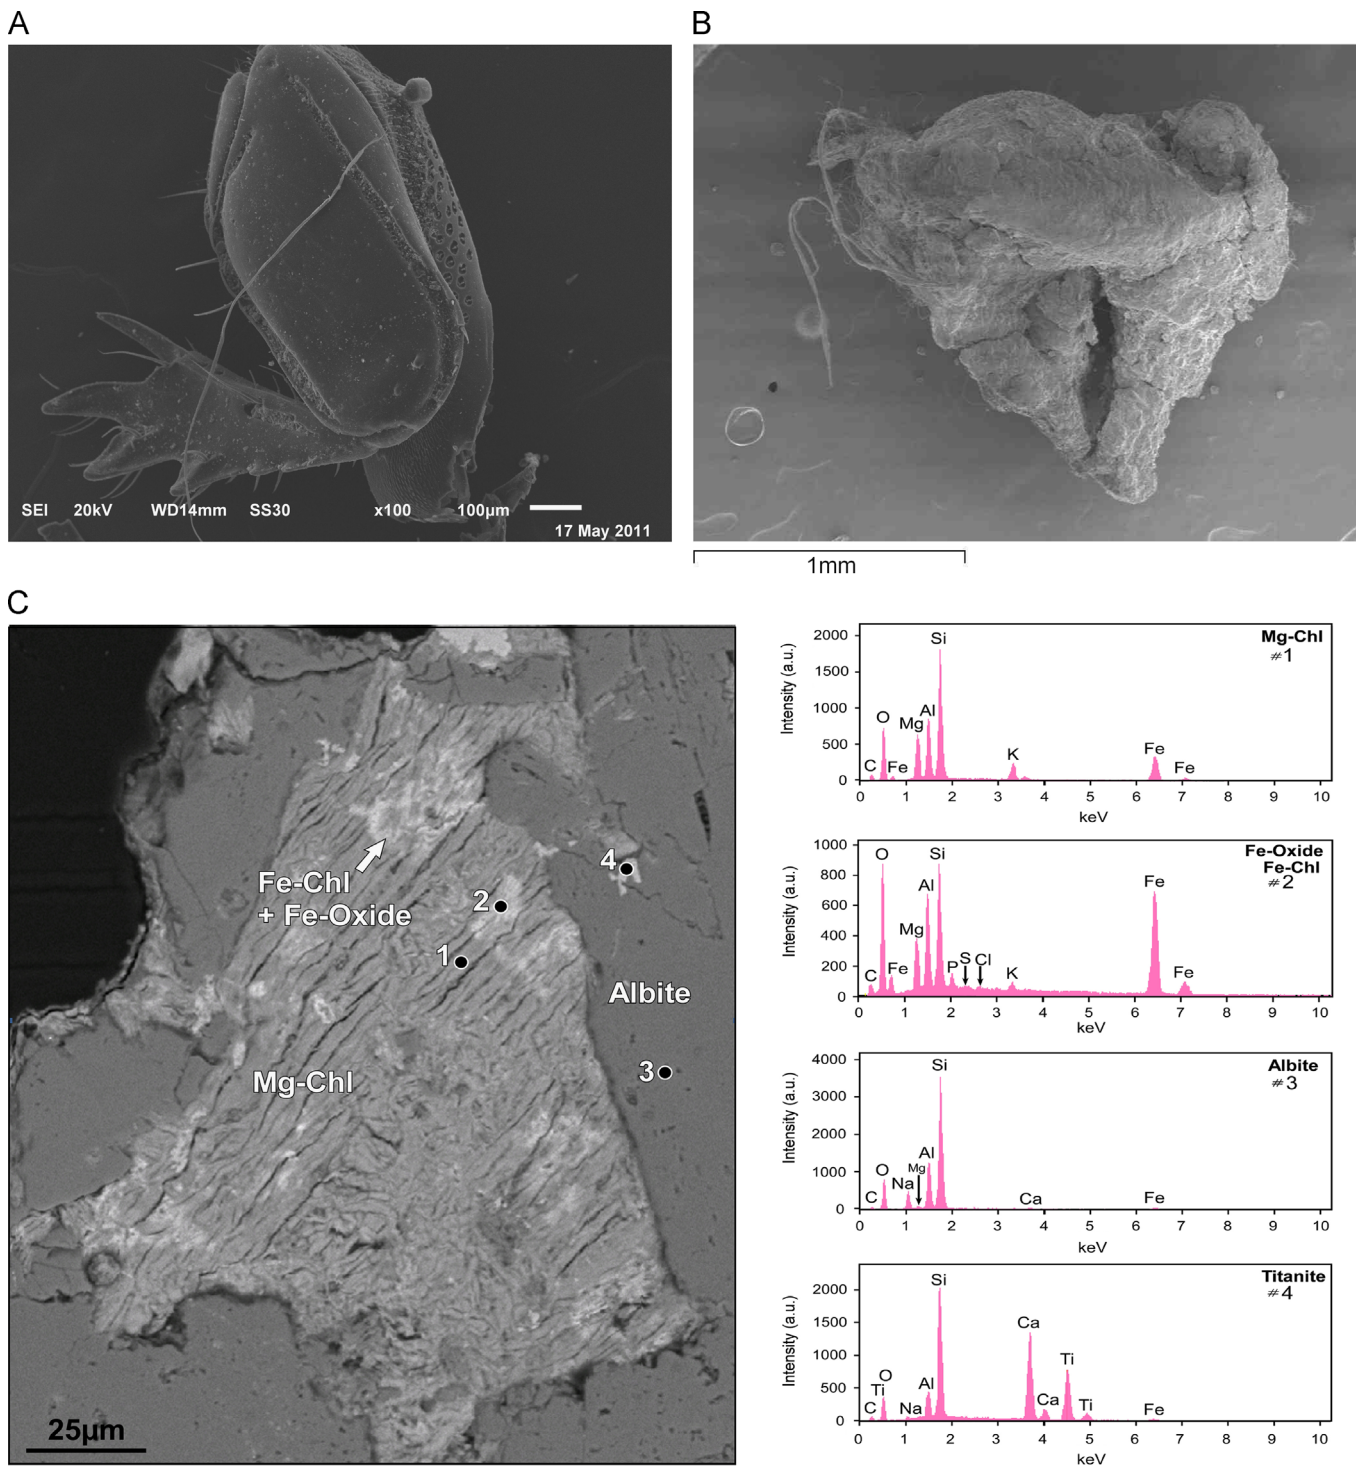 A
B
SEI 20kV WD14mm SS30 x100 100µm
17 May 2011
1mm
C
Fe-Chl
+ Fe-Oxide
4
2
1
Albite
3
Mg-Chl
25µm
Mg-Chl
#1
Intensity (a.u.)
2000
1500
1000
500
0
C O Fe Mg Al Si K Fe Fe
0 1 2 3 4 5 6 7 8 9 10
keV
Fe-Oxide
Fe-Chl
#2
Intensity (a.u.)
1000
800
600
400
200
0
C O Fe Mg Al Si P S Cl K Fe Fe
0 1 2 3 4 5 6 7 8 9 10
keV
Albite
#3
Intensity (a.u.)
4000
3000
2000
1000
0
C O Na Mg Al Si Ca Fe
0 1 2 3 4 5 6 7 8 9 10
keV
Titanite
#4
Intensity (a.u.)
2000
1500
1000
500
0
C Ti O Na Al Si Ca Ca Ti Ti Fe
0 1 2 3 4 5 6 7 8 9 10
keV